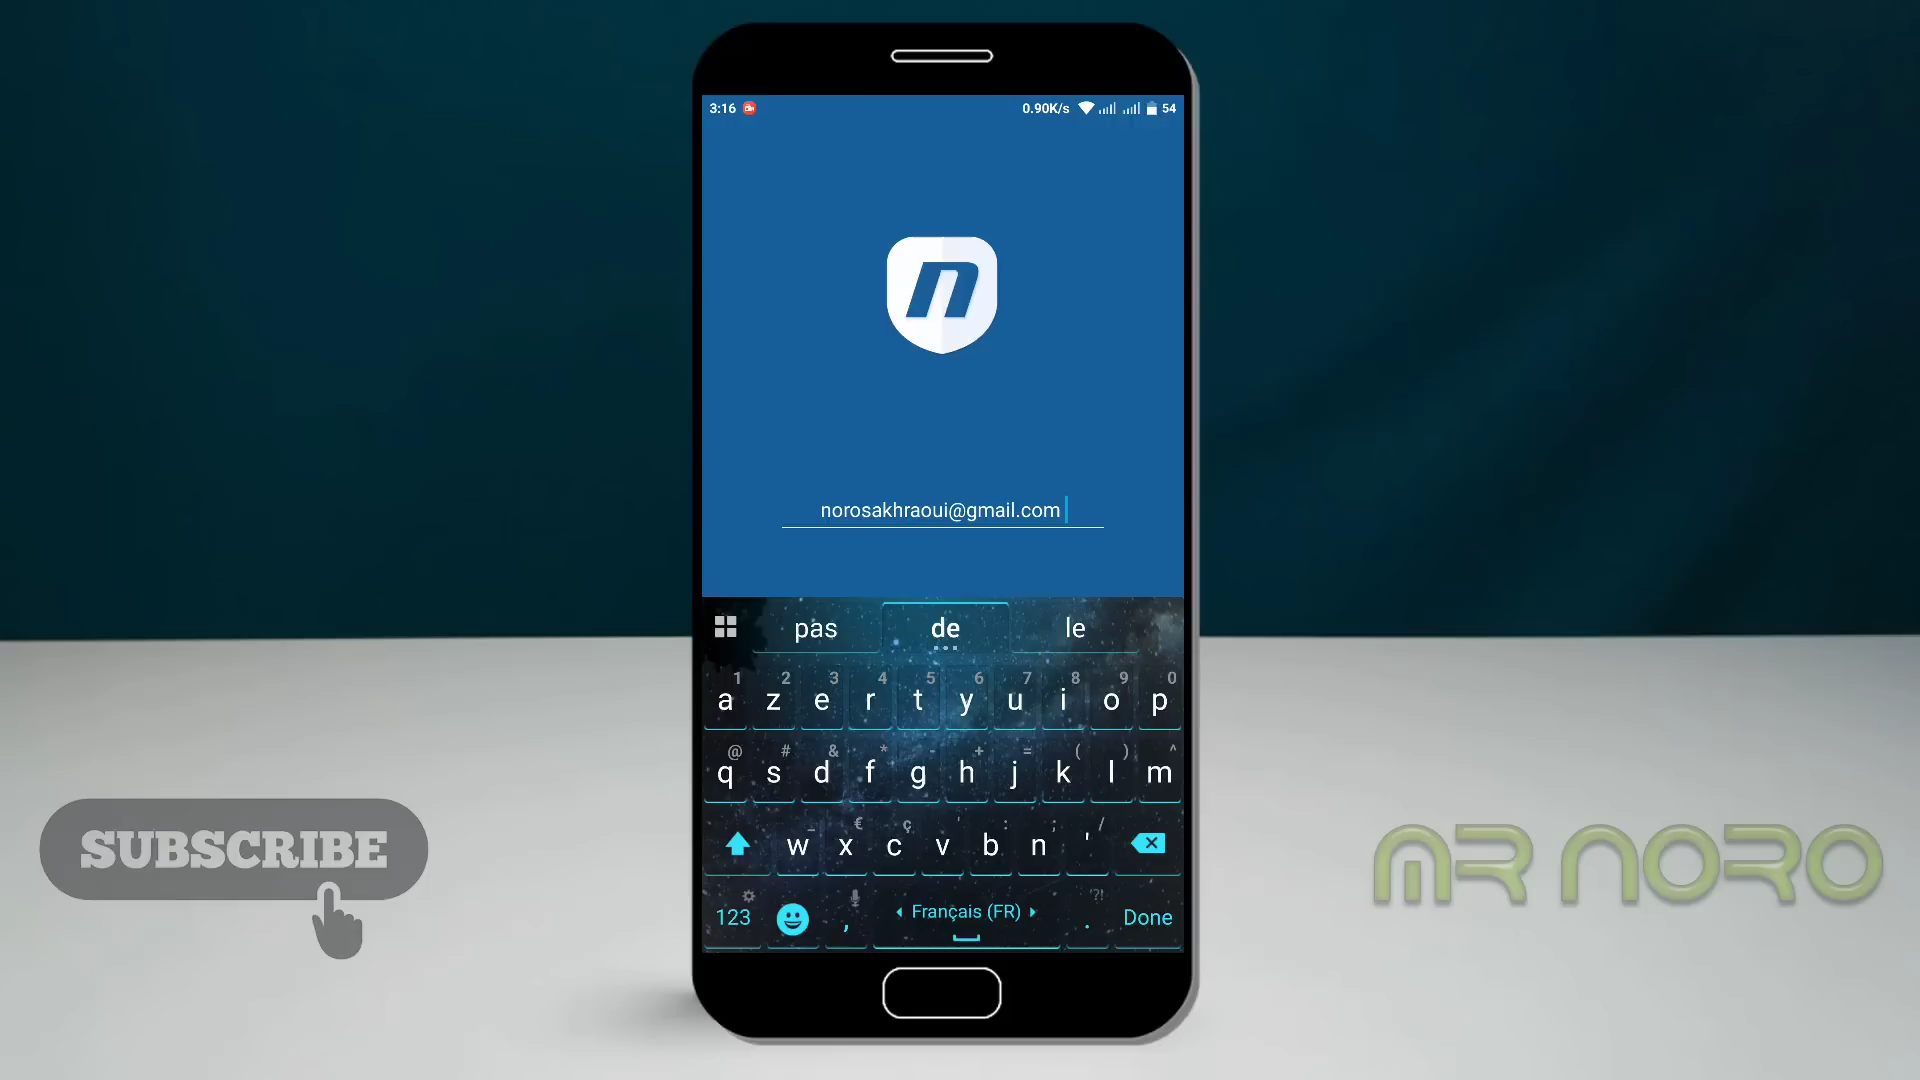 3:16 0.90K/s 54
n
norosakhraoui@gmail.com
pas de le
1 2 3 4 5 6 7 8 9 0
a z e r t y u i o p
@ # & * - + = ( ) ^
q s d f g h j k l m
_ € ç ' : ; /
w x c v b n '
'?!
123 , Français (FR) . Done
SUBSCRIBE
MR NORO